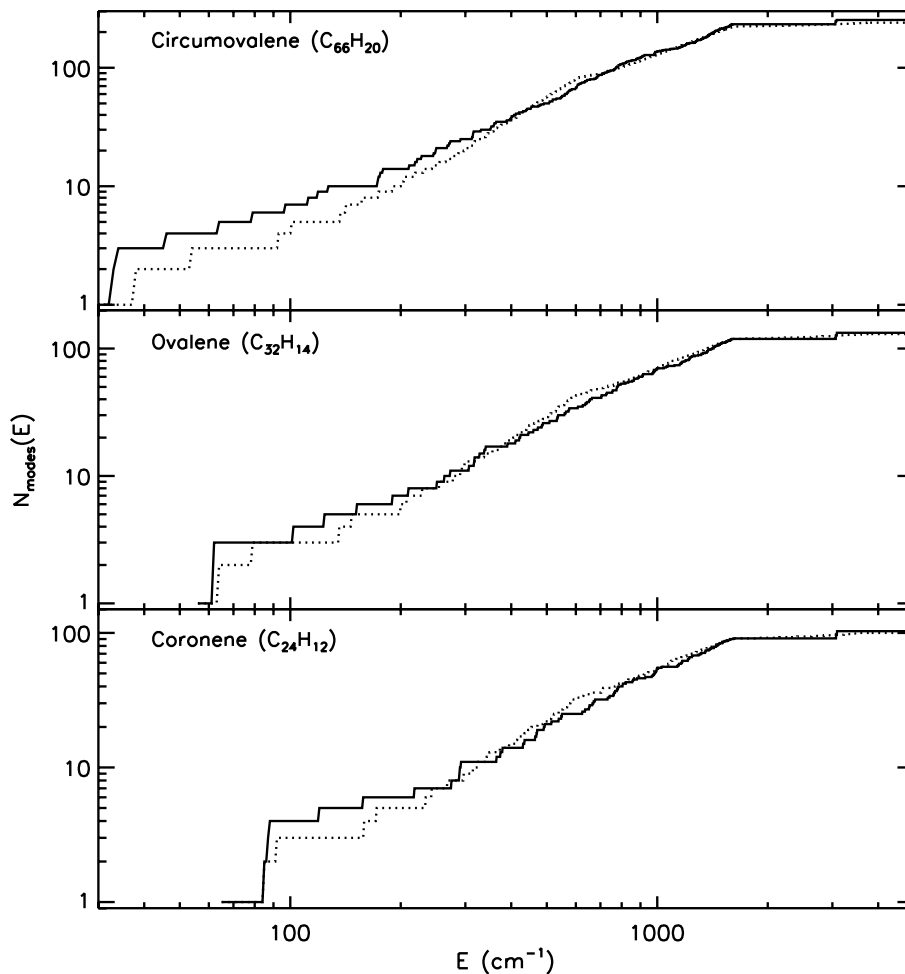 Circumovalene (C₆₆H₂₀)
100
10
1
Ovalene (C₃₂H₁₄)
100
10
1
Coronene (C₂₄H₁₂)
100
10
1
N_modes(E)
100 1000
E (cm⁻¹)